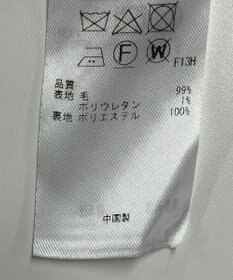 F W F13H
品質
表地 毛 99%
ポリウレタン 1%
裏地 ポリエステル 100%
中国製